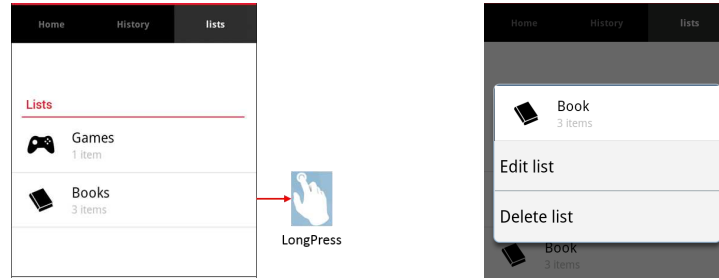 Home History lists
Lists
Games
1 item
Books
3 items
LongPress
Home History lists
Book
3 items
Edit list
Delete list
Book
3 items